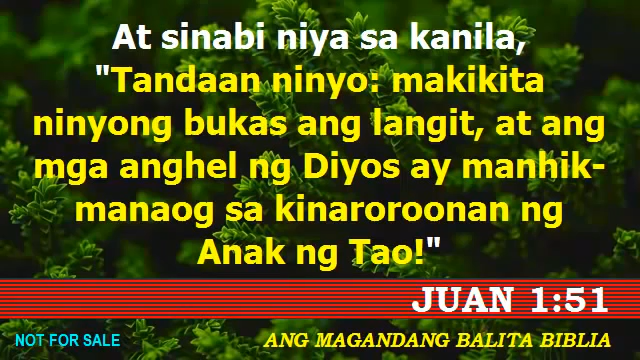 At sinabi niya sa kanila,
"Tandaan ninyo: makikita
ninyong bukas ang langit, at ang
mga anghel ng Diyos ay manhik-
manaog sa kinaroroonan ng
Anak ng Tao!"
JUAN 1:51
NOT FOR SALE
ANG MAGANDANG BALITA BIBLIA